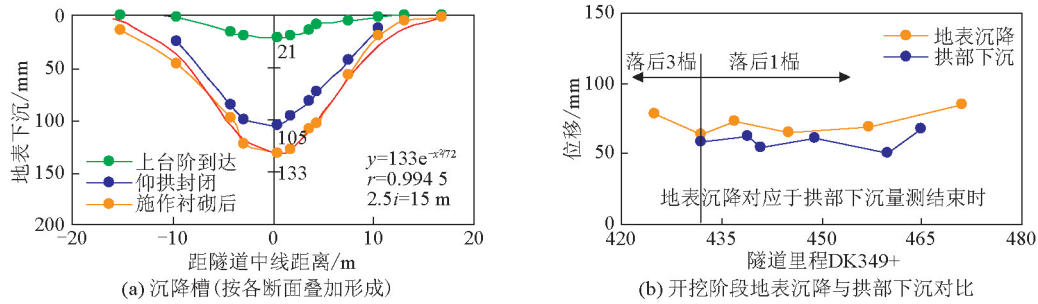 0
50
100
150
200
地表下沉/mm
21
105
133
上台阶到达
仰拱封闭
施作衬砌后
y=133e^{-x²/72}
r=0.994 5
2.5i=15 m
−20 −10 0 10 20
距隧道中线距离/m
(a) 沉降槽(按各断面叠加形成)
150
100
50
0
位移/mm
地表沉降
拱部下沉
落后3榀 落后1榀
地表沉降对应于拱部下沉量测结束时
420 435 450 465 480
隧道里程DK349+
(b) 开挖阶段地表沉降与拱部下沉对比